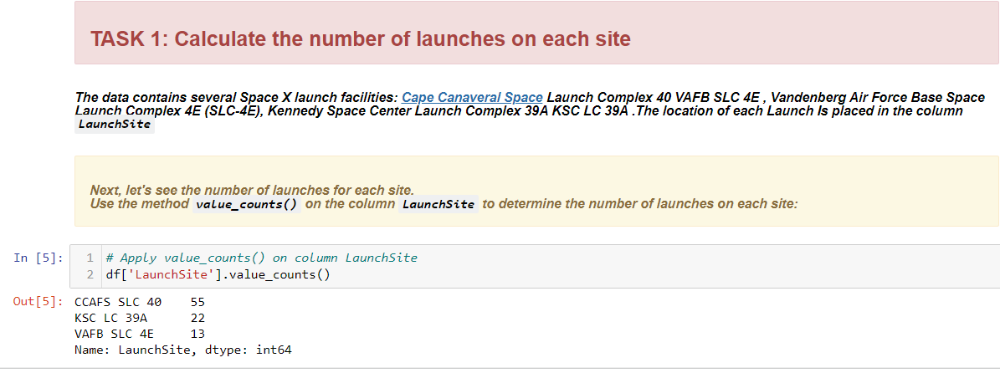 TASK 1: Calculate the number of launches on each site
The data contains several Space X launch facilities: Cape Canaveral Space Launch Complex 40 VAFB SLC 4E , Vandenberg Air Force Base Space
Launch Complex 4E (SLC-4E), Kennedy Space Center Launch Complex 39A KSC LC 39A .The location of each Launch Is placed in the column
LaunchSite
Next, let's see the number of launches for each site.
Use the method value_counts() on the column LaunchSite to determine the number of launches on each site:
In [5]: 1 # Apply value_counts() on column LaunchSite
2 df['LaunchSite'].value_counts()
Out[5]: CCAFS SLC 40    55
KSC LC 39A      22
VAFB SLC 4E     13
Name: LaunchSite, dtype: int64